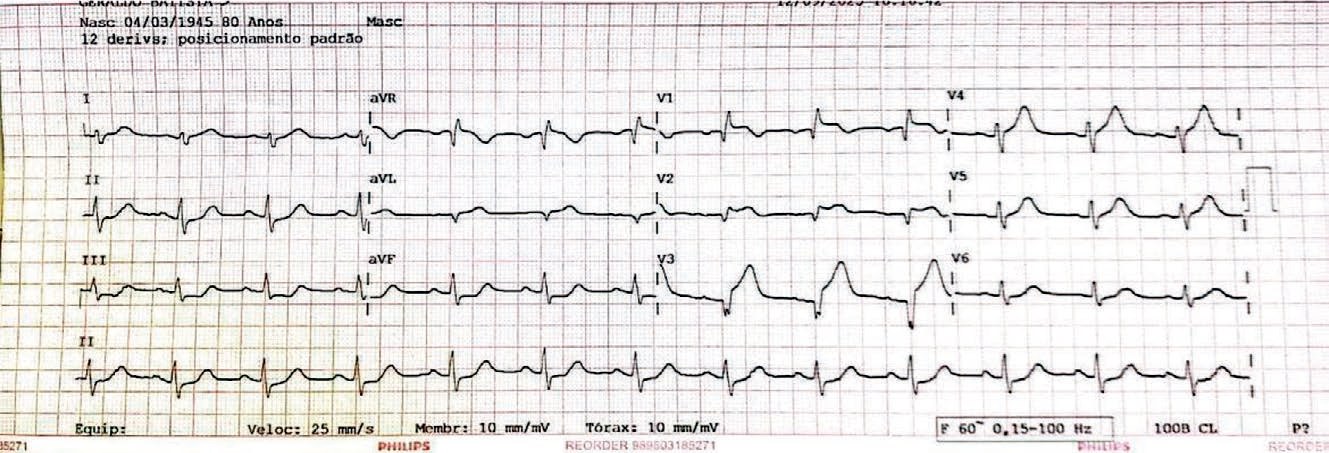 Nasc 04/03/1945 80 Anos Masc
12 derivs; posicionamento padrão
I aVR V1 V4
II aVL V2 V5
III aVF V3 V6
II
Equip: Veloc: 25 mm/s Membr: 10 mm/mV Tórax: 10 mm/mV F 60~ 0,15-100 Hz 100B CL P?
85271 PHILIPS REORDER 989803185271 PHILIPS REORDER